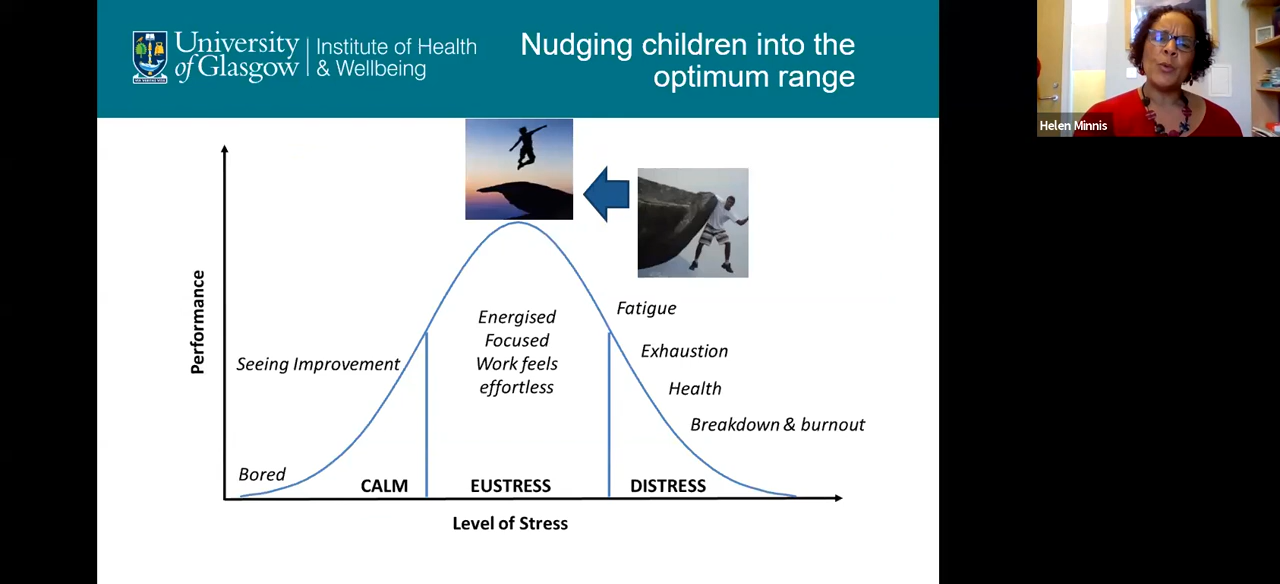 University
of Glasgow
Institute of Health
& Wellbeing
Nudging children into the
optimum range
Helen Minnis
Performance
Fatigue
Energised
Focused
Work feels
effortless
Exhaustion
Seeing Improvement
Health
Breakdown & burnout
Bored
CALM
EUSTRESS
DISTRESS
Level of Stress